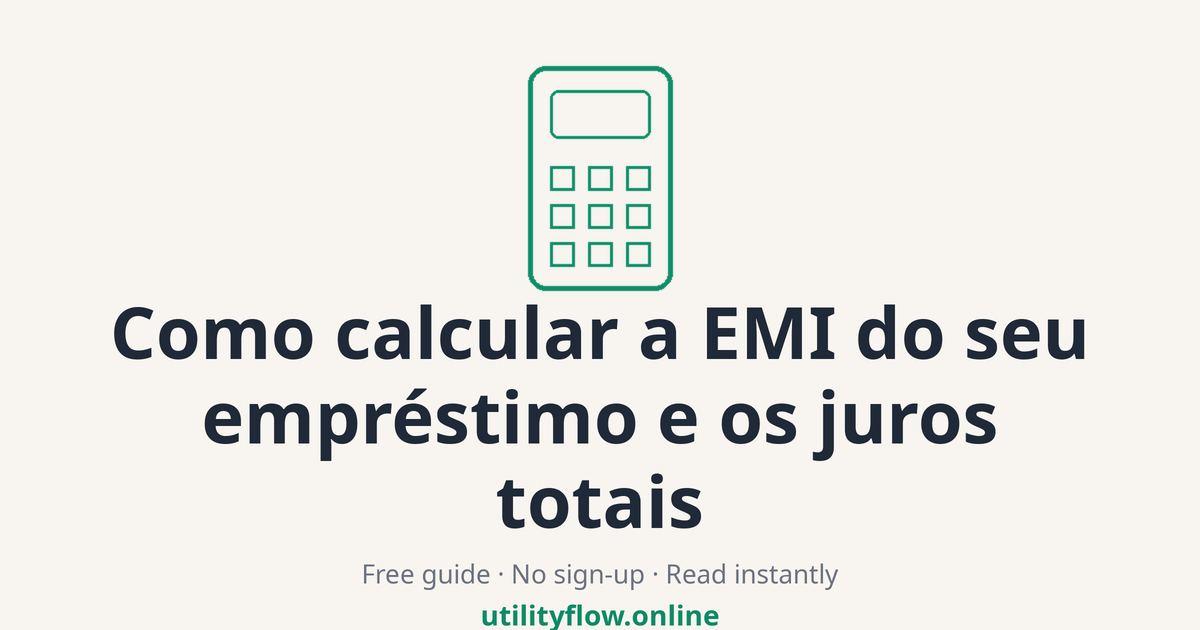 Como calcular a EMI do seu
empréstimo e os juros
totais
Free guide · No sign-up · Read instantly
utilityflow.online